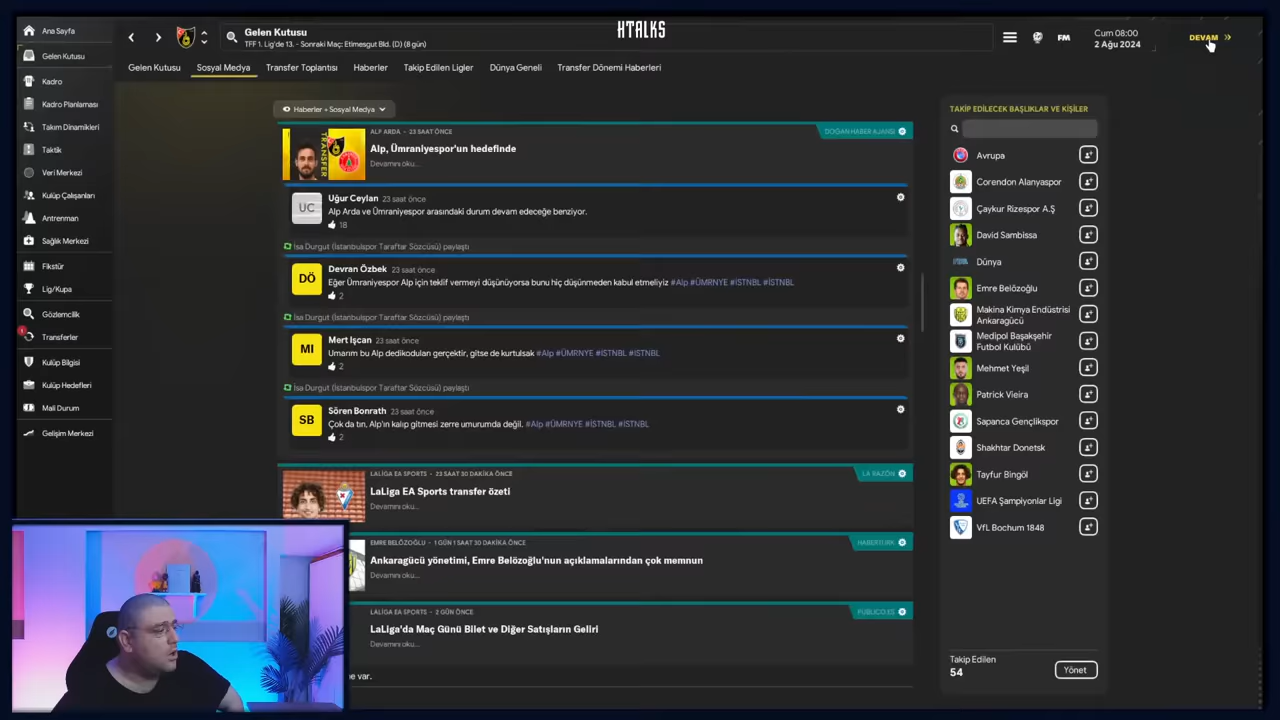 HTALKS
Ana Sayfa
Gelen Kutusu
Kadro
Kadro Planlaması
Takım Dinamikleri
Taktik
Veri Merkezi
Kulüp Çalışanları
Antrenman
Sağlık Merkezi
Fikstür
Lig/Kupa
Gözlemcilik
Transferler
Kulüp Bilgisi
Kulüp Hedefleri
Mali Durum
Gelişim Merkezi
Gelen Kutusu
TFF 1. Lig'de 13. - Sonraki Maç: Etimesgut Bld. (D) (8 gün)
FM
Cum 08:00
2 Ağu 2024
DEVAM
Gelen Kutusu Sosyal Medya Transfer Toplantısı Haberler Takip Edilen Ligler Dünya Geneli Transfer Dönemi Haberleri
Haberler + Sosyal Medya
ALP ARDA - 23 SAAT ÖNCE
DOĞAN HABER AJANSI
TRANSFER
Alp, Ümraniyespor'un hedefinde
Devamını oku...
UC
Uğur Ceylan 23 saat önce
Alp Arda ve Ümraniyespor arasındaki durum devam edeceğe benziyor.
18
İsa Durgut (İstanbulspor Taraftar Sözcüsü) paylaştı
DÖ
Devran Özbek 23 saat önce
Eğer Ümraniyespor Alp için teklif vermeyi düşünüyorsa bunu hiç düşünmeden kabul etmeliyiz #Alp #ÜMRNYE #İSTNBL #İSTNBL
2
İsa Durgut (İstanbulspor Taraftar Sözcüsü) paylaştı
MI
Mert Işcan 23 saat önce
Umarım bu Alp dedikoduları gerçektir, gitse de kurtulsak #Alp #ÜMRNYE #İSTNBL #İSTNBL
2
İsa Durgut (İstanbulspor Taraftar Sözcüsü) paylaştı
SB
Sören Bonrath 23 saat önce
Çok da tın, Alp'ın kalıp gitmesi zerre umurumda değil. #Alp #ÜMRNYE #İSTNBL #İSTNBL
2
LALIGA EA SPORTS - 23 SAAT 30 DAKİKA ÖNCE
LA RAZÓN
LaLiga EA Sports transfer özeti
Devamını oku...
EMRE BELÖZOĞLU - 1 GÜN 1 SAAT 30 DAKİKA ÖNCE
HABERTÜRK
Ankaragücü yönetimi, Emre Belözoğlu'nun açıklamalarından çok memnun
Devamını oku...
LALIGA EA SPORTS - 2 GÜN ÖNCE
PÚBLICO.ES
LaLiga'da Maç Günü Bilet ve Diğer Satışların Geliri
Devamını oku...
var.
TAKİP EDİLECEK BAŞLIKLAR VE KİŞİLER
Avrupa
Corendon Alanyaspor
Çaykur Rizespor A.Ş
David Sambissa
Dünya
Emre Belözoğlu
Makina Kimya Endüstrisi
Ankaragücü
Medipol Başakşehir
Futbol Kulübü
Mehmet Yeşil
Patrick Vieira
Sapanca Gençlikspor
Shakhtar Donetsk
Tayfur Bingöl
UEFA Şampiyonlar Ligi
VfL Bochum 1848
Takip Edilen
54
Yönet